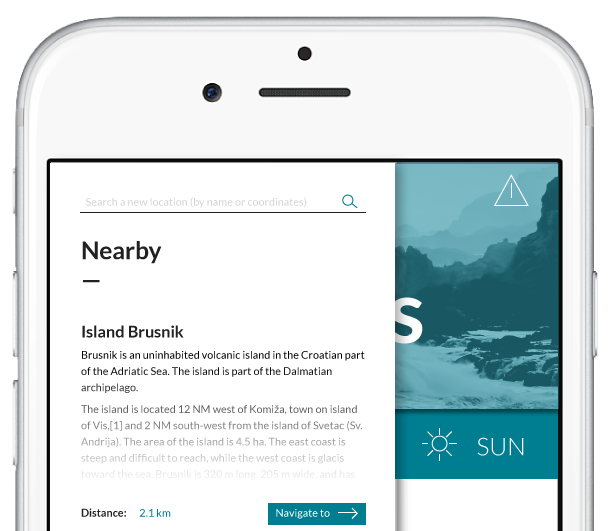 Search a new location (by name or coordinates)
Nearby
Island Brusnik
Brusnik is an uninhabited volcanic island in the Croatian part
of the Adriatic Sea. The island is part of the Dalmatian
archipelago.
The island is located 12 NM west of Komiža, town on island
of Vis,[1] and 2 NM south-west from the island of Svetac (Sv.
Andrija). The area of the island is 4.5 ha. The east coast is
steep and difficult to reach, while the west coast is glacis
toward the sea. Brusnik is 320 m long, 205 m wide, and has
Distance: 2.1 km
Navigate to
s
SUN